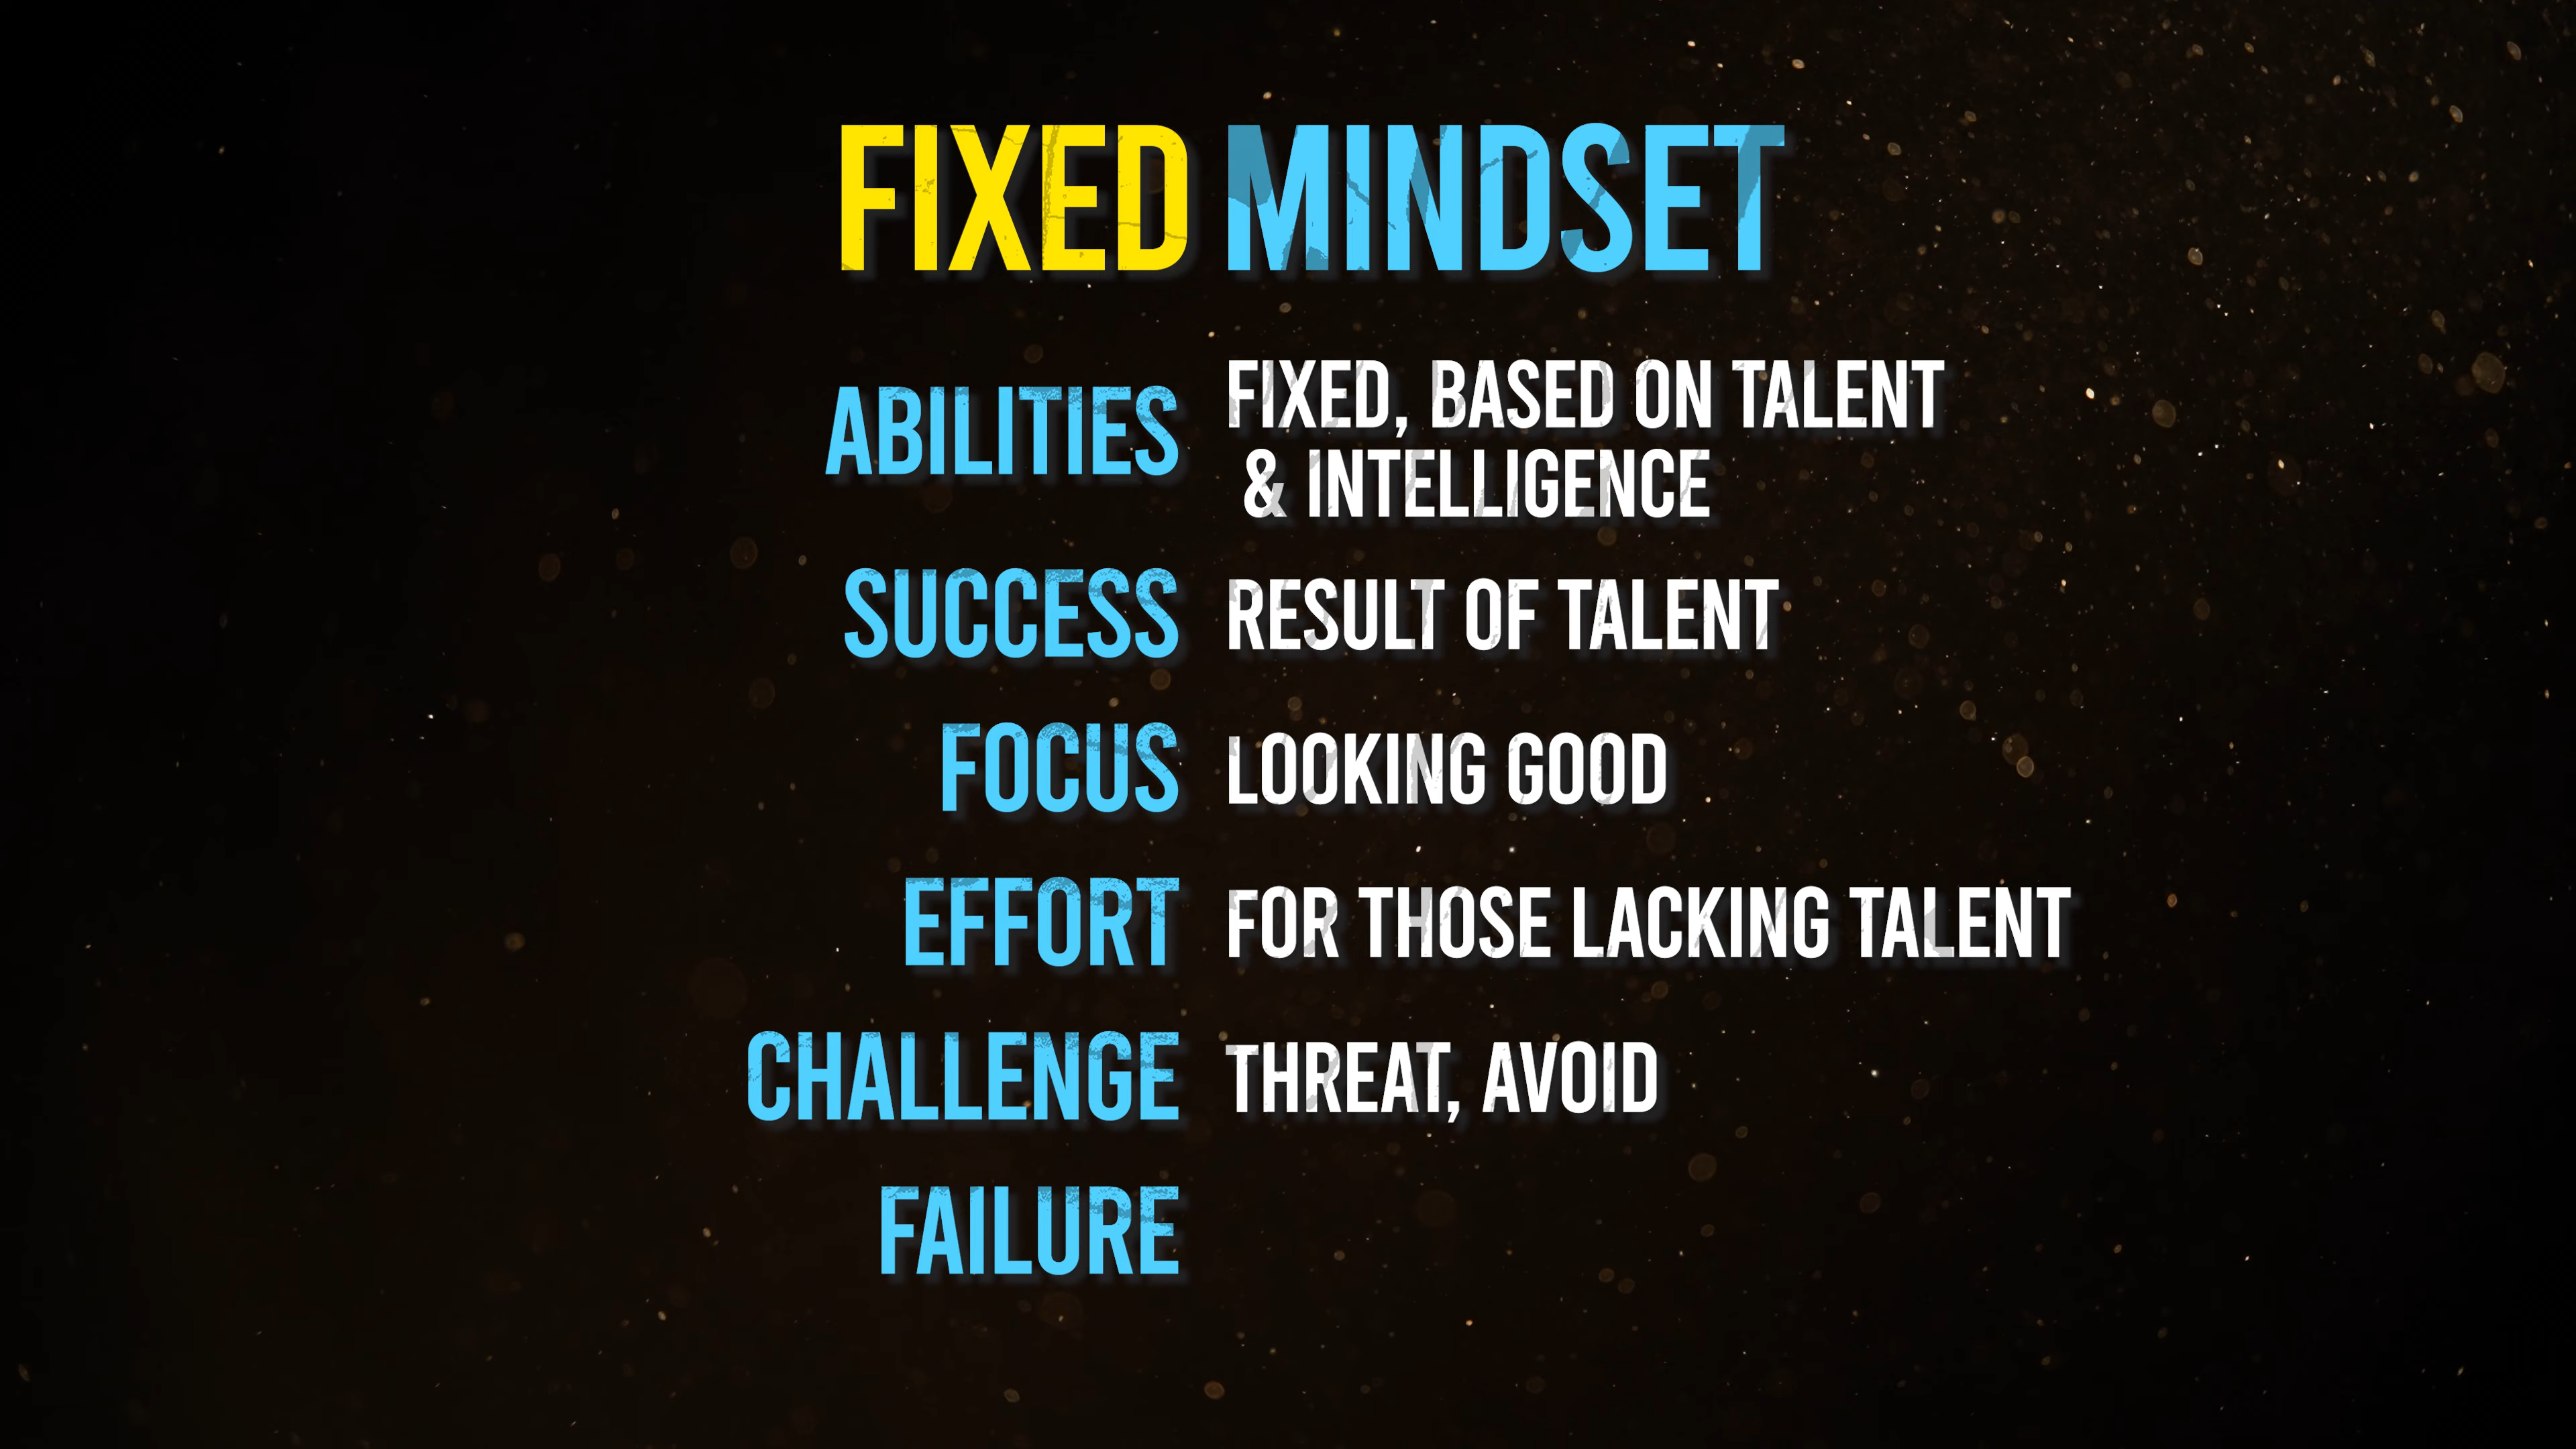 FIXED MINDSET
ABILITIES FIXED, BASED ON TALENT
& INTELLIGENCE
SUCCESS RESULT OF TALENT
FOCUS LOOKING GOOD
EFFORT FOR THOSE LACKING TALENT
CHALLENGE THREAT, AVOID
FAILURE